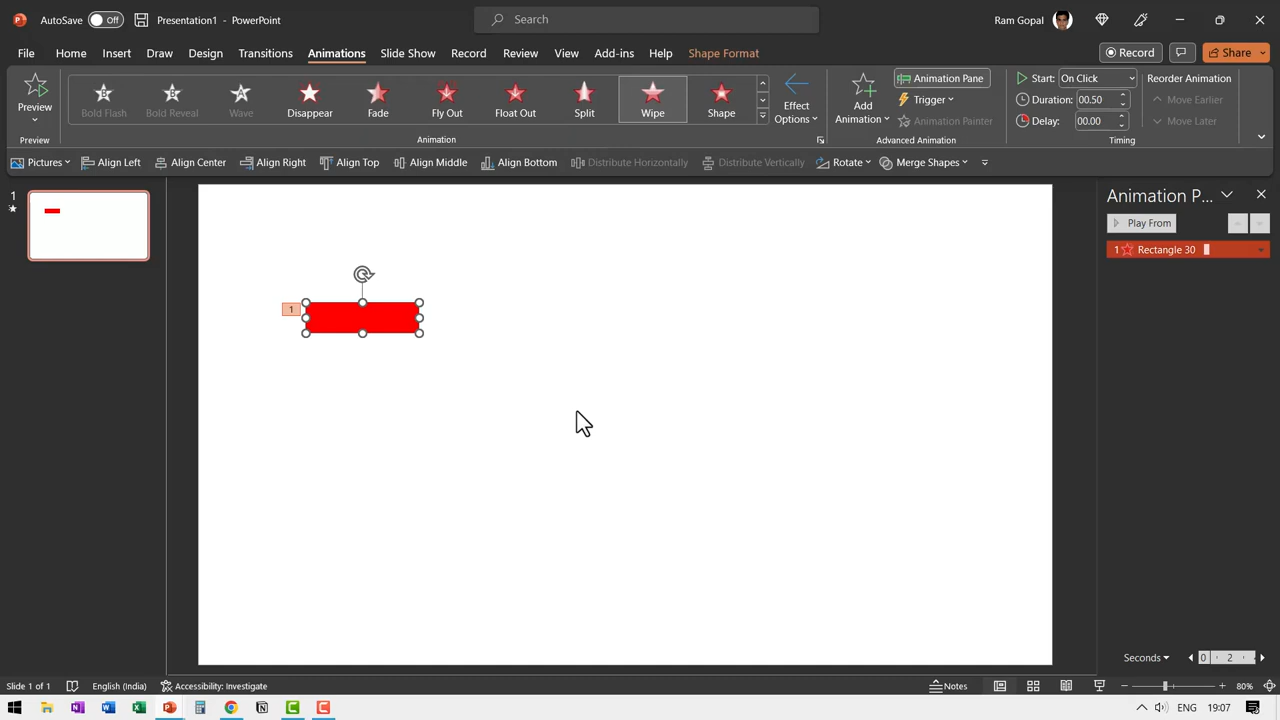 AutoSave Off Presentation1 - PowerPoint Search Ram Gopal
File Home Insert Draw Design Transitions Animations Slide Show Record Review View Add-ins Help Shape Format Record Share
Preview Bold Flash Bold Reveal Wave Disappear Fade Fly Out Float Out Split Wipe Shape Effect Options Add Animation Animation Pane Trigger Animation Painter Start: On Click Duration: 00.50 Delay: 00.00 Reorder Animation Move Earlier Move Later
Preview Animation Advanced Animation Timing
Pictures Align Left Align Center Align Right Align Top Align Middle Align Bottom Distribute Horizontally Distribute Vertically Rotate Merge Shapes
1
Animation P...
Play From
1 Rectangle 30
1
Seconds 0 2
Slide 1 of 1 English (India) Accessibility: Investigate Notes 80%
ENG 19:07